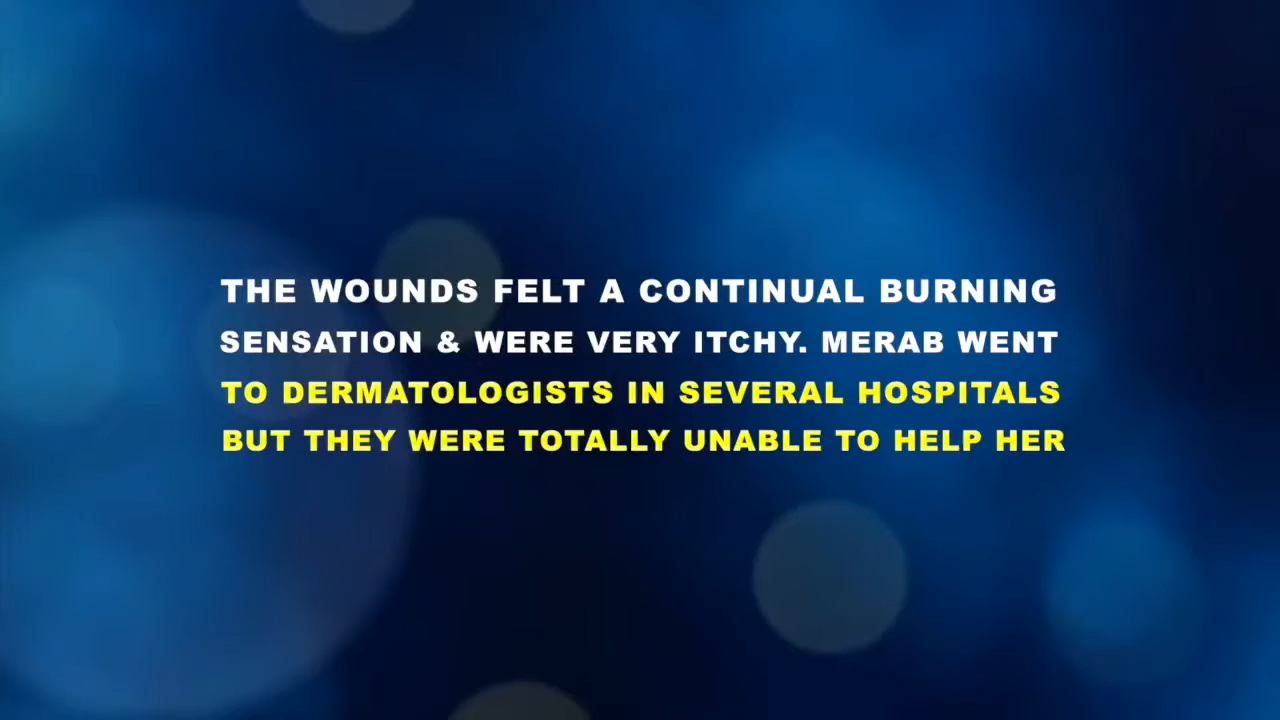 THE WOUNDS FELT A CONTINUAL BURNING
SENSATION & WERE VERY ITCHY. MERAB WENT
TO DERMATOLOGISTS IN SEVERAL HOSPITALS
BUT THEY WERE TOTALLY UNABLE TO HELP HER